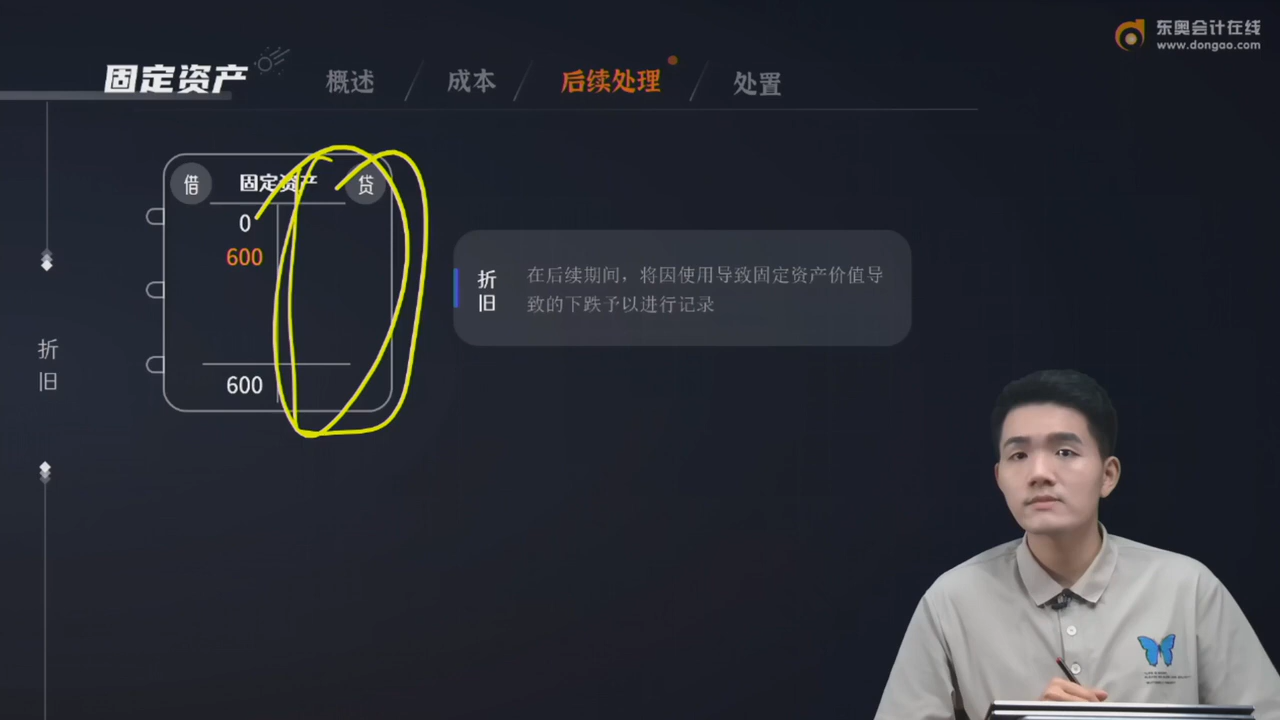 东奥会计在线
www.dongao.com
固定资产 概述 成本 后续处理 处置
借 固定资产 贷
0
600
600
折旧
在后续期间，将因使用导致固定资产价值导
致的下跌予以进行记录
折旧